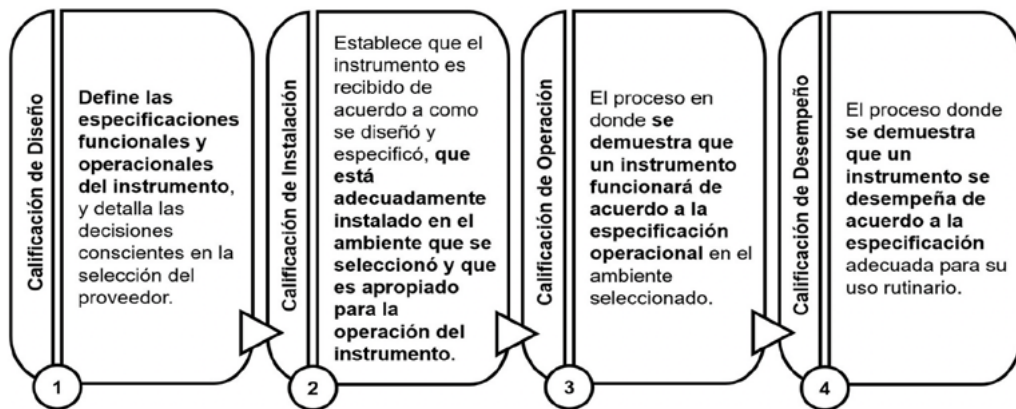 Calificación de Diseño
Define las
especificaciones
funcionales y
operacionales
del instrumento,
y detalla las
decisiones
conscientes en la
selección del
proveedor.
1
Calificación de Instalación
Establece que el
instrumento es
recibido de
acuerdo a como
se diseñó y
especificó, que
está
adecuadamente
instalado en el
ambiente que se
seleccionó y que
es apropiado
para la
operación del
instrumento.
2
Calificación de Operación
El proceso en
donde se
demuestra que
un instrumento
funcionará de
acuerdo a la
especificación
operacional en el
ambiente
seleccionado.
3
Calificación de Desempeño
El proceso donde
se demuestra
que un
instrumento se
desempeña de
acuerdo a la
especificación
adecuada para su
uso rutinario.
4